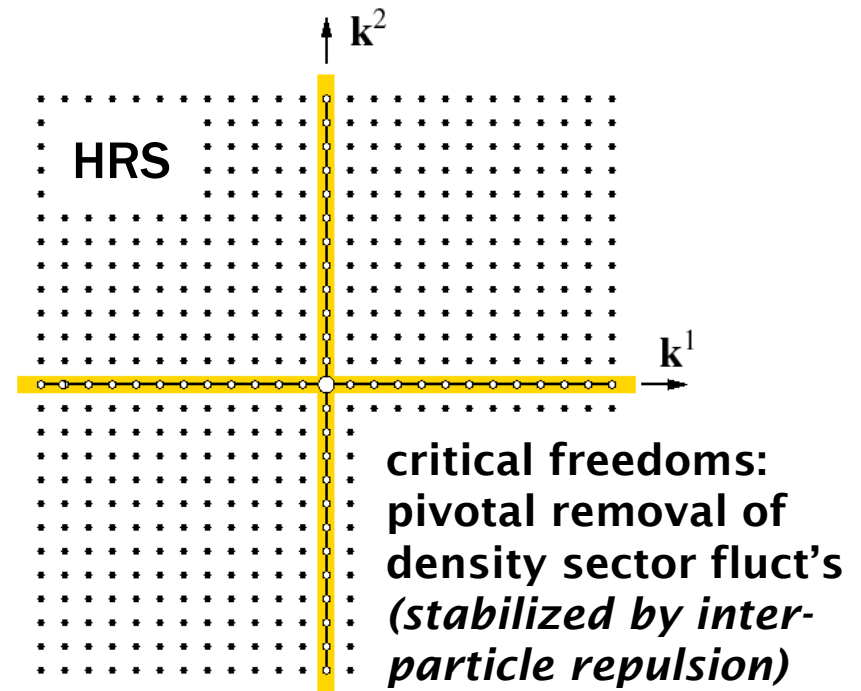 k²
HRS
k¹
critical freedoms:
pivotal removal of
density sector fluct’s
(stabilized by inter-
particle repulsion)